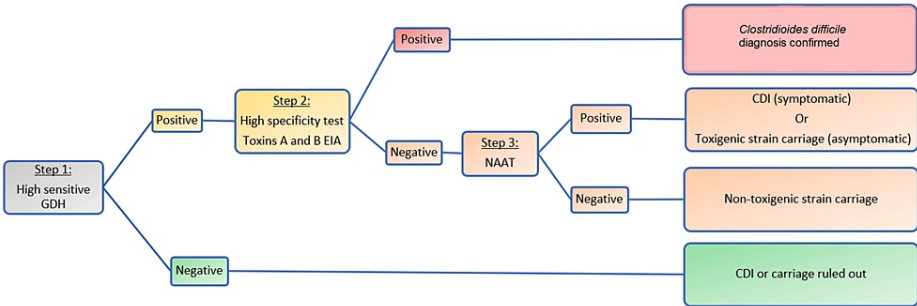 Step 1:
High sensitive
GDH
Positive
Negative
Step 2:
High specificity test
Toxins A and B EIA
Positive
Negative
Step 3:
NAAT
Positive
Negative
Clostridioides difficile
diagnosis confirmed
CDI (symptomatic)
Or
Toxigenic strain carriage (asymptomatic)
Non-toxigenic strain carriage
CDI or carriage ruled out